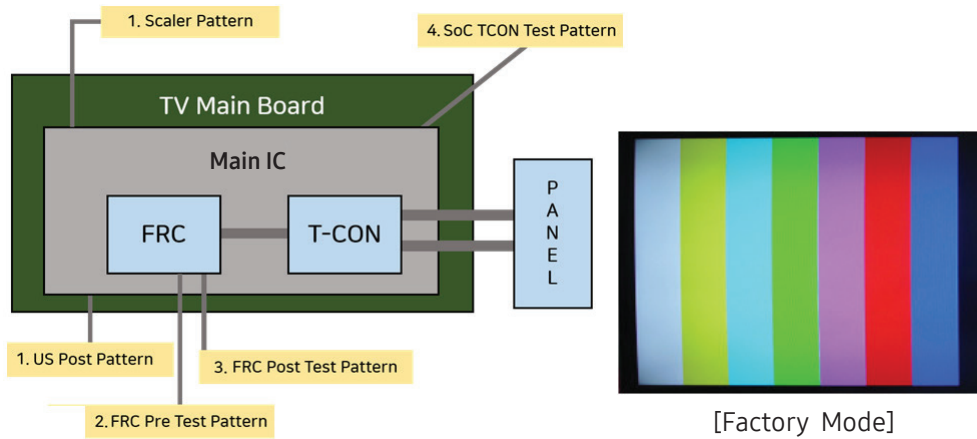 1. Scaler Pattern
4. SoC TCON Test Pattern
TV Main Board
Main IC
FRC
T-CON
PANEL
1. US Post Pattern
3. FRC Post Test Pattern
2. FRC Pre Test Pattern
[Factory Mode]